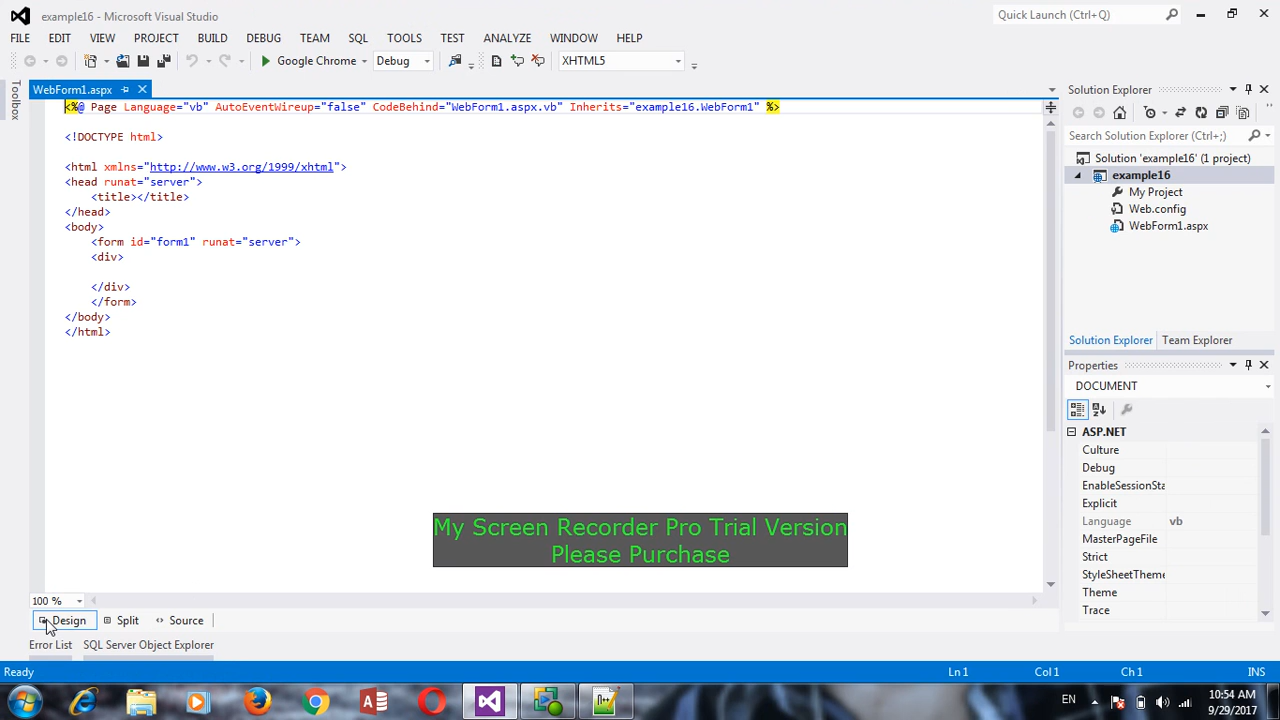 example16 - Microsoft Visual Studio
Quick Launch (Ctrl+Q)
FILE EDIT VIEW PROJECT BUILD DEBUG TEAM SQL TOOLS TEST ANALYZE WINDOW HELP
Google Chrome Debug XHTML5
Toolbox
WebForm1.aspx
<%@ Page Language="vb" AutoEventWireup="false" CodeBehind="WebForm1.aspx.vb" Inherits="example16.WebForm1" %>
<!DOCTYPE html>
<html xmlns="http://www.w3.org/1999/xhtml">
<head runat="server">
<title></title>
</head>
<body>
<form id="form1" runat="server">
<div>
</div>
</form>
</body>
</html>
My Screen Recorder Pro Trial Version
Please Purchase
100 %
Design Split Source
Error List SQL Server Object Explorer
Solution Explorer
Search Solution Explorer (Ctrl+;)
Solution 'example16' (1 project)
example16
My Project
Web.config
WebForm1.aspx
Solution Explorer Team Explorer
Properties
DOCUMENT
ASP.NET
Culture
Debug
EnableSessionSta
Explicit
Language vb
MasterPageFile
Strict
StyleSheetTheme
Theme
Trace
Ready Ln 1 Col 1 Ch 1 INS
EN
10:54 AM
9/29/2017